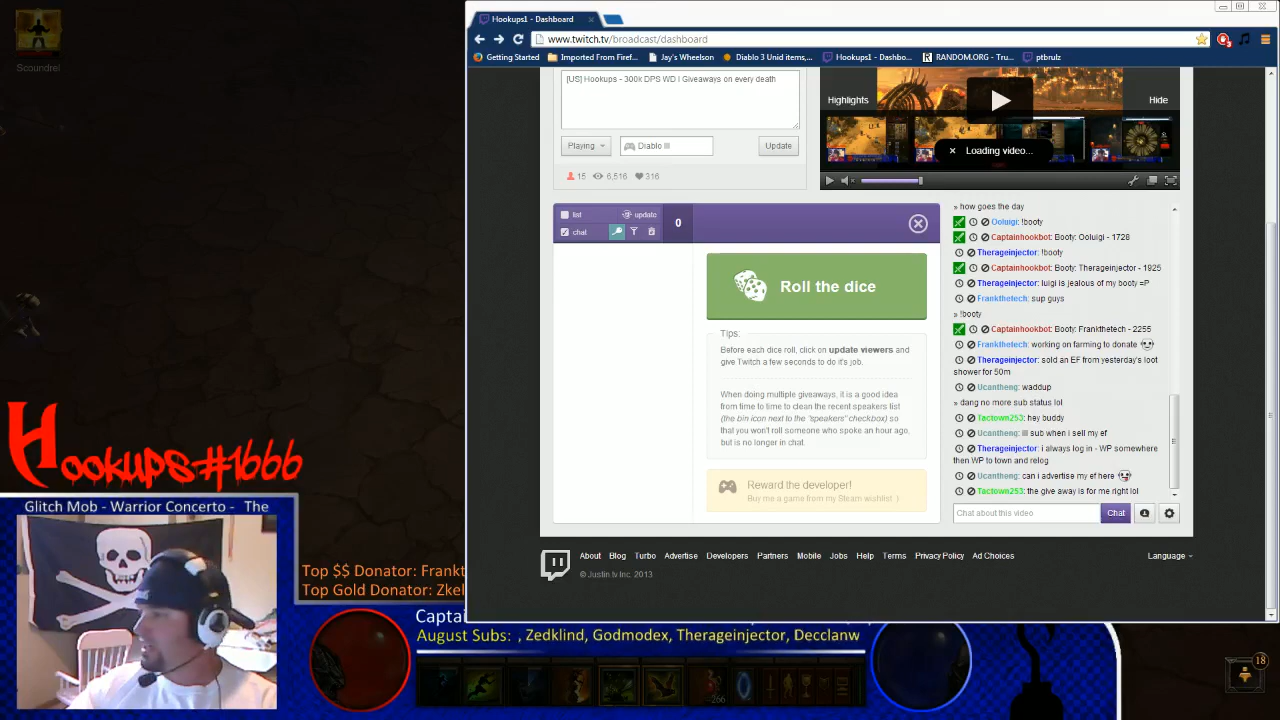 Scoundrel
Hookups1 - Dashboard
www.twitch.tv/broadcast/dashboard
Getting Started
Imported From Firef...
Jay's Wheelson
Diablo 3 Unid items,...
Hookups1 - Dashbo...
RANDOM.ORG - Tru...
ptbrulz
[US] Hookups - 300k DPS WD l Giveaways on every death
Playing
Diablo III
Update
15 6,516 316
Highlights
Hide
Loading video...
list
update
chat
0
Roll the dice
Tips:
Before each dice roll, click on update viewers and
give Twitch a few seconds to do it's job.
When doing multiple giveaways, it is a good idea
from time to time to clean the recent speakers list
(the bin icon next to the "speakers" checkbox) so
that you won't roll someone who spoke an hour ago,
but is no longer in chat.
Reward the developer!
Buy me a game from my Steam wishlist :)
» how goes the day
Ooluigi: !booty
Captainhookbot: Booty: Ooluigi - 1728
Therageinjector: !booty
Captainhookbot: Booty: Therageinjector - 1925
Therageinjector: luigi is jealous of my booty =P
Frankthetech: sup guys
» !booty
Captainhookbot: Booty: Frankthetech - 2255
Frankthetech: working on farming to donate
Therageinjector: sold an EF from yesterday's loot
shower for 50m
Ucantheng: waddup
» dang no more sub status lol
Tactown253: hey buddy
Ucantheng: ill sub when i sell my ef
Therageinjector: i always log in - WP somewhere
then WP to town and relog
Ucantheng: can i advertise my ef here
Tactown253: the give away is for me right lol
Chat about this video
Chat
About Blog Turbo Advertise Developers Partners Mobile Jobs Help Terms Privacy Policy Ad Choices
Language
© Justin.tv Inc. 2013
Hookups#1666
Glitch Mob - Warrior Concerto - The
Top $$ Donator: Frankt
Top Gold Donator: Zkel
Capta
August Subs: , Zedklind, Godmodex, Therageinjector, Decclanw
18